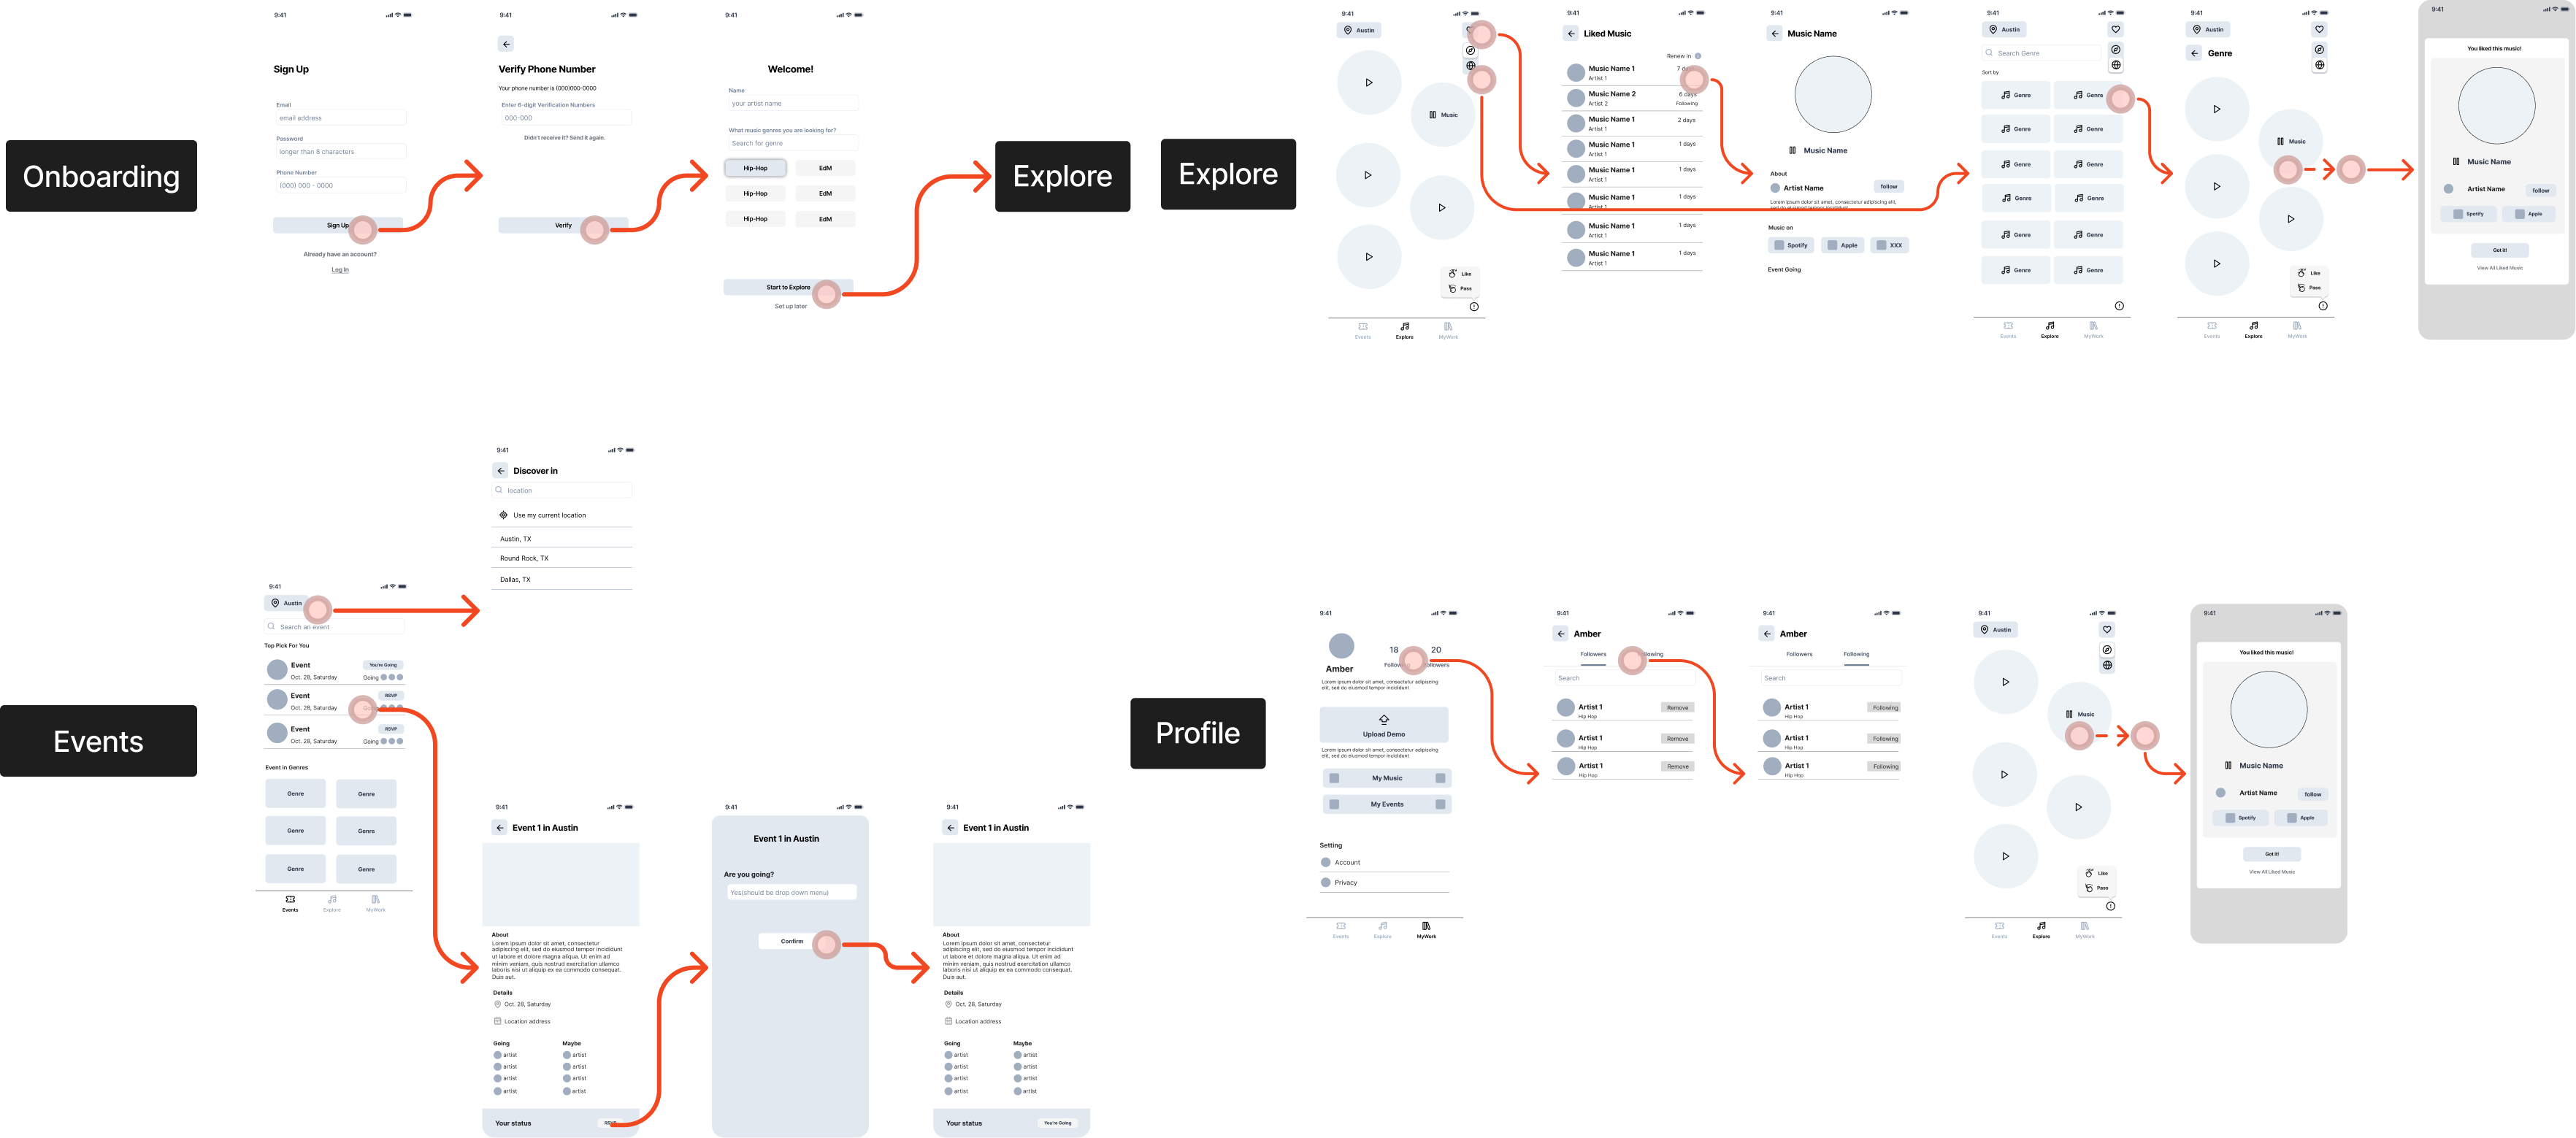 Onboarding
9:41
Sign Up
Email
email address
Password
longer than 8 characters
Phone Number
(000) 000 - 0000
Sign Up
Already have an account?
Log In
9:41
Verify Phone Number
Your phone number is (000)000-0000
Enter 6-digit Verification Numbers
000-000
Didn't receive it? Send it again.
Verify
9:41
Welcome!
Name
your artist name
What music genres you are looking for?
Search for genre
Hip-Hop EdM
Hip-Hop EdM
Hip-Hop EdM
Start to Explore
Set up later
Explore
Explore
9:41
Austin
Music
Like
Pass
Events Explore MyWork
9:41
Liked Music
Renew in
Music Name 1
Artist 1
Music Name 2 6 days
Artist 2 Following
Music Name 1 2 days
Artist 1
Music Name 1 1 days
Artist 1
Music Name 1 1 days
Artist 1
Music Name 1 1 days
Artist 1
Music Name 1 1 days
Artist 1
Music Name 1 1 days
Artist 1
9:41
Music Name
Music Name
About
Artist Name follow
Lorem ipsum dolor sit amet, consectetur adipiscing elit,
sed do eiusmod tempor incididunt
Music on
Spotify Apple XXX
Event Going
9:41
Austin
Search Genre
Sort by
Genre Genre
Genre Genre
Genre Genre
Genre Genre
Genre Genre
Genre Genre
Events Explore MyWork
9:41
Austin
Genre
Music
Like
Pass
Events Explore MyWork
9:41
You liked this music!
Music Name
Artist Name follow
Spotify Apple
Got it!
View All Liked Music
Events
9:41
Austin
Search an event
Top Pick For You
Event You're Going
Oct. 28, Saturday Going
Event RSVP
Oct. 28, Saturday Going
Event RSVP
Oct. 28, Saturday Going
Event in Genres
Genre Genre
Genre Genre
Genre Genre
Events Explore MyWork
9:41
Discover in
location
Use my current location
Austin, TX
Round Rock, TX
Dallas, TX
9:41
Event 1 in Austin
About
Lorem ipsum dolor sit amet, consectetur
adipiscing elit, sed do eiusmod tempor incididunt
ut labore et dolore magna aliqua. Ut enim ad
minim veniam, quis nostrud exercitation ullamco
laboris nisi ut aliquip ex ea commodo consequat.
Duis aut.
Details
Oct. 28, Saturday
Location address
Going Maybe
artist artist
artist artist
artist artist
artist artist
Your status RSVP
9:41
Event 1 in Austin
Are you going?
Yes(should be drop down menu)
Confirm
9:41
Event 1 in Austin
About
Lorem ipsum dolor sit amet, consectetur
adipiscing elit, sed do eiusmod tempor incididunt
ut labore et dolore magna aliqua. Ut enim ad
minim veniam, quis nostrud exercitation ullamco
laboris nisi ut aliquip ex ea commodo consequat.
Duis aut.
Details
Oct. 28, Saturday
Location address
Going Maybe
artist artist
artist artist
artist artist
artist artist
Your status You're Going
Profile
9:41
18 20
Following Followers
Amber
Lorem ipsum dolor sit amet, consectetur adipiscing
elit, sed do eiusmod tempor incididunt
Upload Demo
Lorem ipsum dolor sit amet, consectetur adipiscing
elit, sed do eiusmod tempor incididunt
My Music
My Events
Setting
Account
Privacy
Events Explore MyWork
9:41
Amber
Followers Following
Search
Artist 1 Remove
Hip Hop
Artist 1 Remove
Hip Hop
Artist 1 Remove
Hip Hop
9:41
Amber
Followers Following
Search
Artist 1 Following
Hip Hop
Artist 1 Following
Hip Hop
Artist 1 Following
Hip Hop
9:41
Austin
Music
Like
Pass
Events Explore MyWork
9:41
You liked this music!
Music Name
Artist Name follow
Spotify Apple
Got it!
View All Liked Music